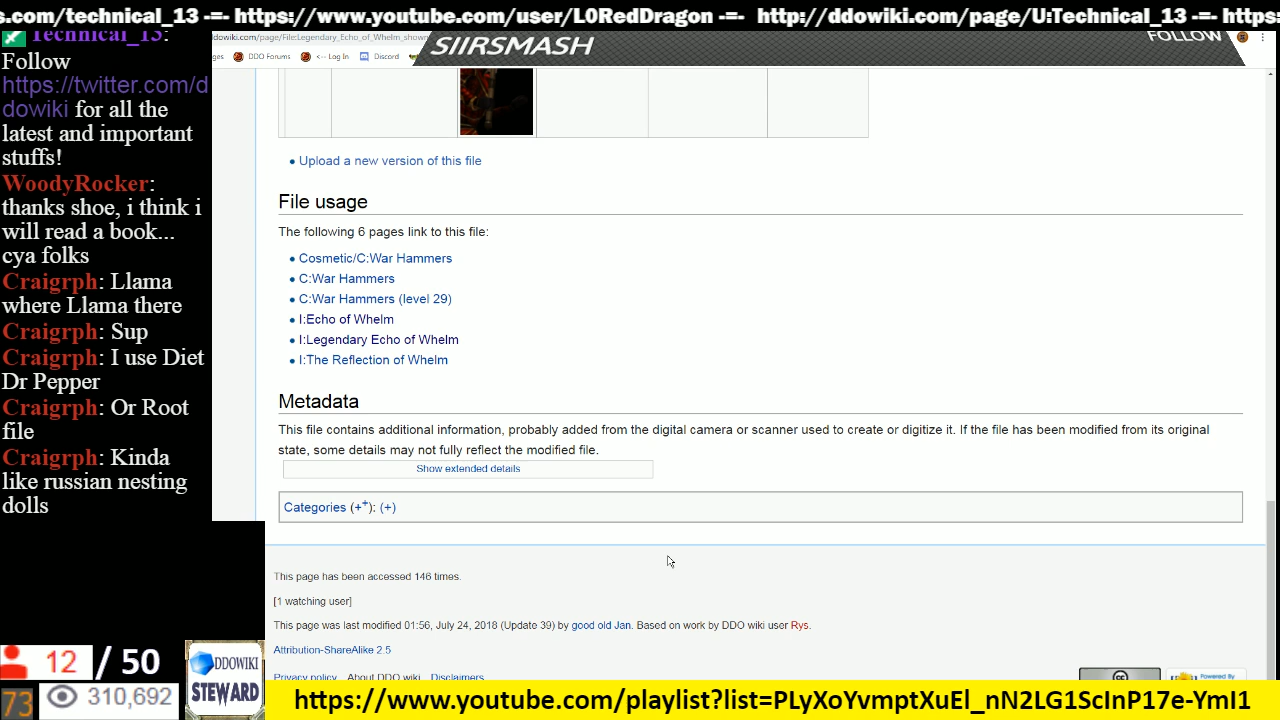 s.com/technical_13 -=- https://www.youtube.com/user/L0RedDragon -=- http://ddowiki.com/page/U:Technical_13 -=- https:
Technical_13:
Follow
https://twitter.com/d
dowiki for all the
latest and important
stuffs!
WoodyRocker:
thanks shoe, i think i
will read a book...
cya folks
Craigrph: Llama
where Llama there
Craigrph: Sup
Craigrph: I use Diet
Dr Pepper
Craigrph: Or Root
file
Craigrph: Kinda
like russian nesting
dolls
12 / 50
73 310,692
DDOWIKI
STEWARD
dowiki.com/page/File:Legendary_Echo_of_Whelm_shown
SIIRSMASH
FOLLOW
ges DDO Forums <-- Log In Discord
Upload a new version of this file
File usage
The following 6 pages link to this file:
Cosmetic/C:War Hammers
C:War Hammers
C:War Hammers (level 29)
I:Echo of Whelm
I:Legendary Echo of Whelm
I:The Reflection of Whelm
Metadata
This file contains additional information, probably added from the digital camera or scanner used to create or digitize it. If the file has been modified from its original
state, some details may not fully reflect the modified file.
Show extended details
Categories (+⁺): (+)
This page has been accessed 146 times.
[1 watching user]
This page was last modified 01:56, July 24, 2018 (Update 39) by good old Jan. Based on work by DDO wiki user Rys.
Attribution-ShareAlike 2.5
Privacy policy About DDO wiki Disclaimers
cc
Powered By
https://www.youtube.com/playlist?list=PLyXoYvmptXuEl_nN2LG1ScInP17e-YmI1